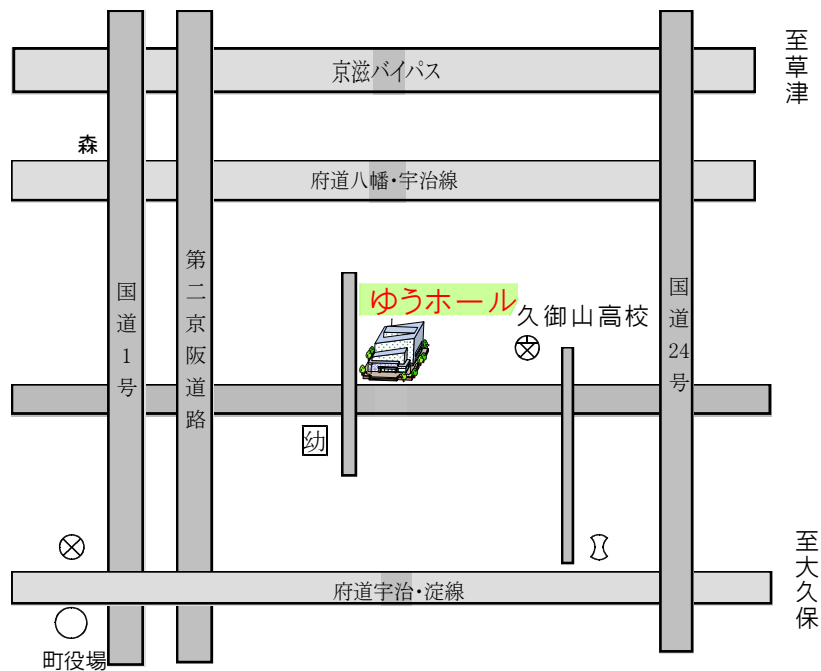 至草津
京滋バイパス
森
府道八幡・宇治線
第二京阪道路
国道1号
国道24号
ゆうホール
久御山高校
幼
至大久保
府道宇治・淀線
町役場